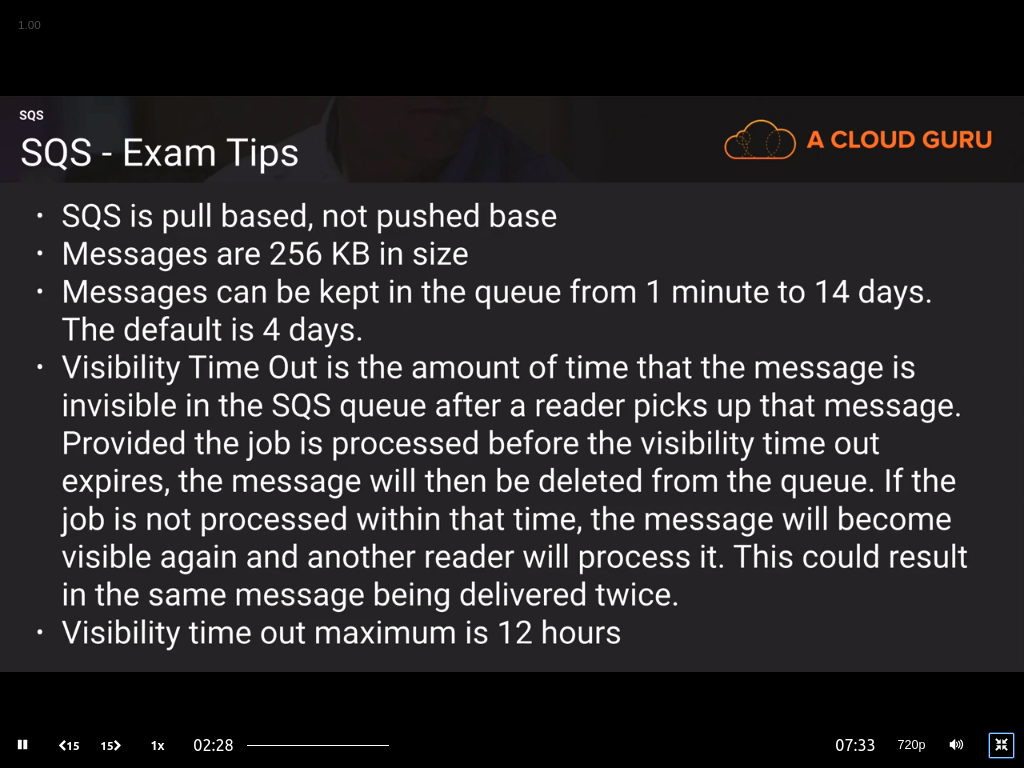 1.00
SQS
SQS - Exam Tips
A CLOUD GURU
• SQS is pull based, not pushed base
• Messages are 256 KB in size
• Messages can be kept in the queue from 1 minute to 14 days.
The default is 4 days.
• Visibility Time Out is the amount of time that the message is
invisible in the SQS queue after a reader picks up that message.
Provided the job is processed before the visibility time out
expires, the message will then be deleted from the queue. If the
job is not processed within that time, the message will become
visible again and another reader will process it. This could result
in the same message being delivered twice.
• Visibility time out maximum is 12 hours
15 15 1x 02:28 07:33 720p